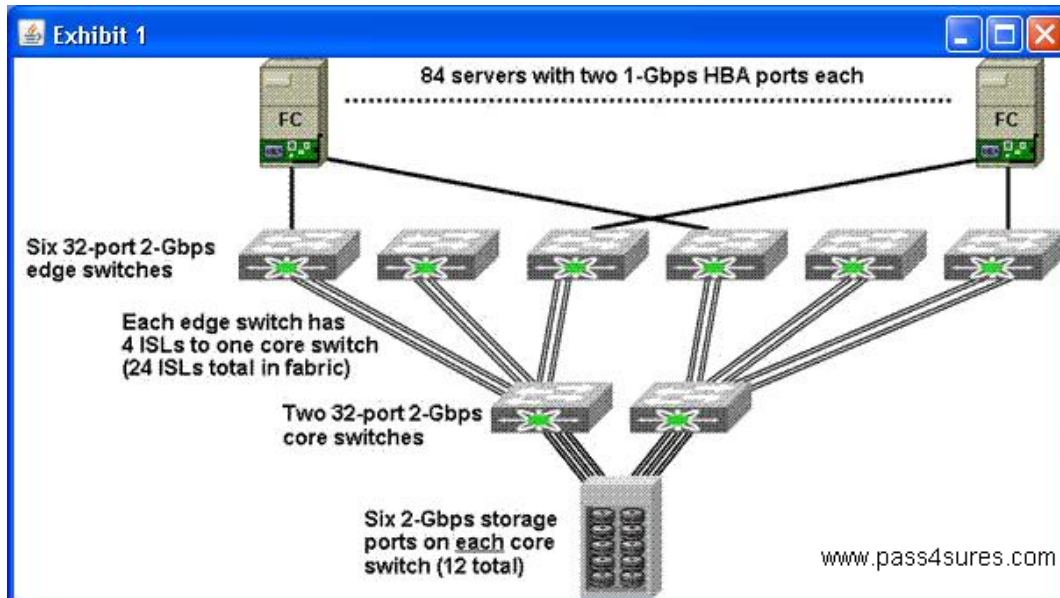 Exhibit 1
84 servers with two 1-Gbps HBA ports each
FC
FC
Six 32-port 2-Gbps
edge switches
Each edge switch has
4 ISLs to one core switch
(24 ISLs total in fabric)
Two 32-port 2-Gbps
core switches
Six 2-Gbps storage
ports on each core
switch (12 total)
www.pass4sures.com